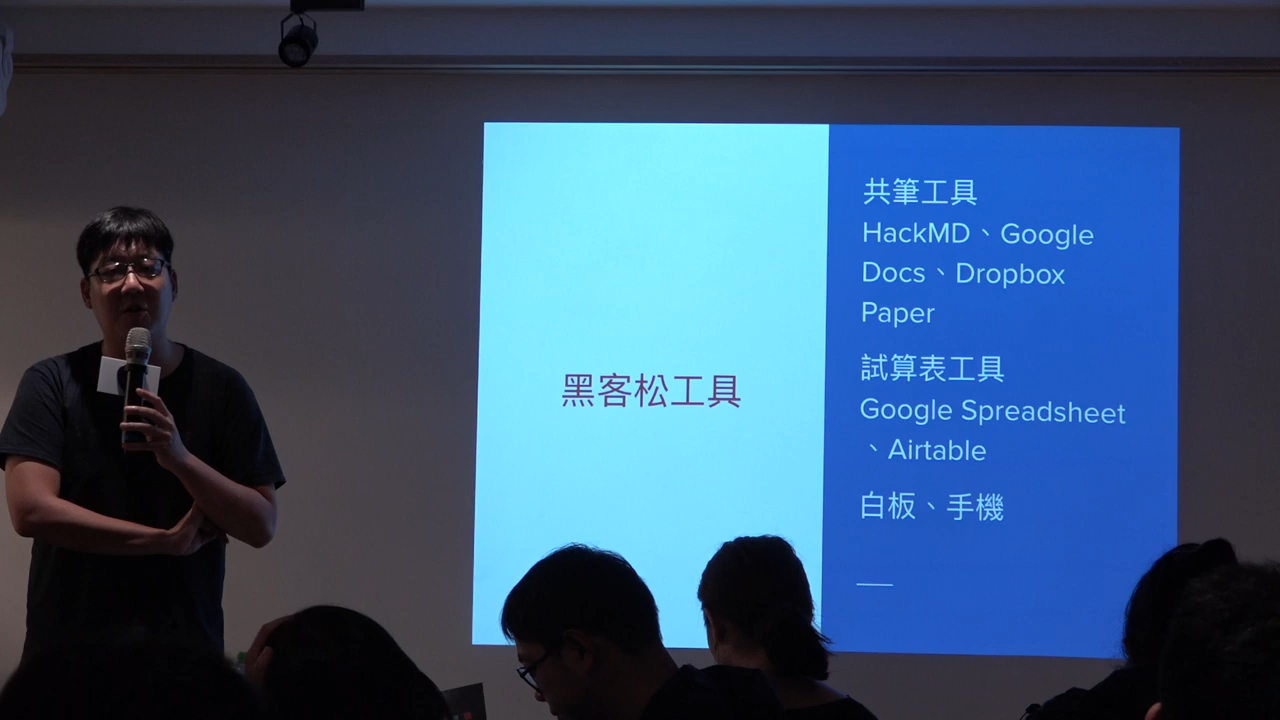 黑客松工具
共筆工具
HackMD、Google
Docs、Dropbox
Paper
試算表工具
Google Spreadsheet
、Airtable
白板、手機